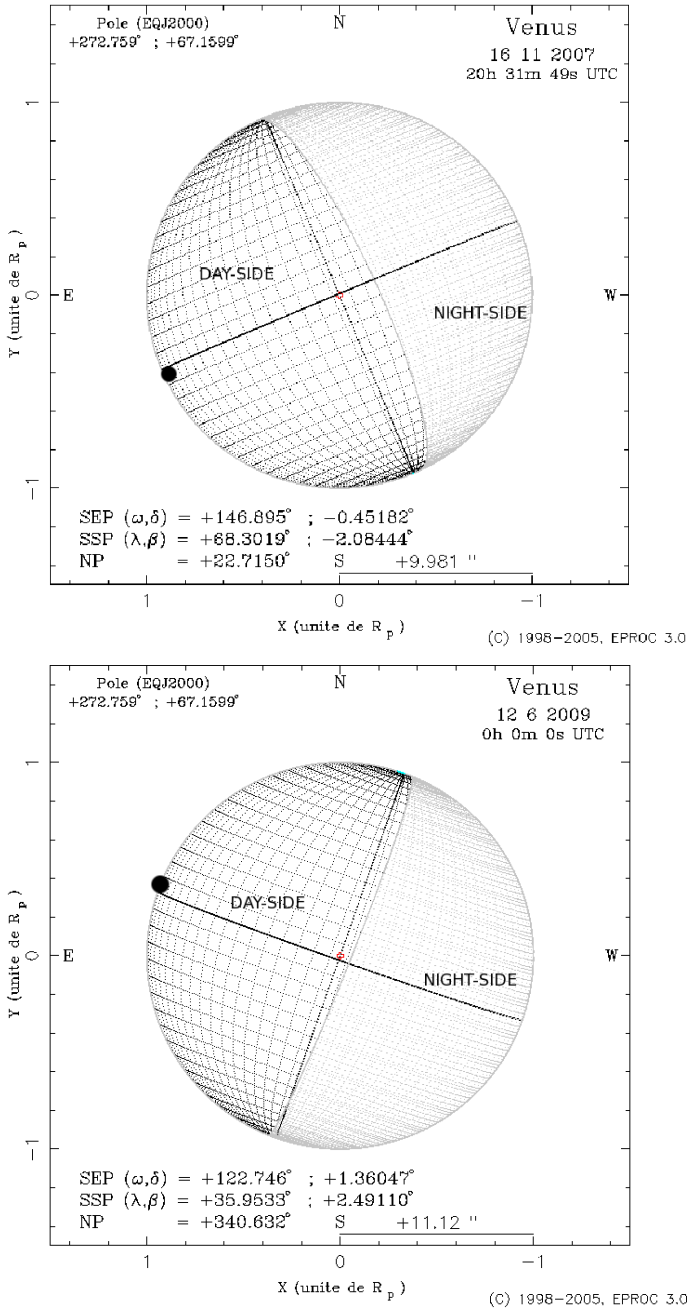 Pole (EQJ2000)
+272.759° ; +67.1599°
N
Venus
16 11 2007
20h 31m 49s UTC
1
DAY-SIDE
Y (unite de R p )
0
E
W
NIGHT-SIDE
-1
SEP (ω,δ) = +146.895° ; -0.45182°
SSP (λ,β) = +68.3019° ; -2.08444°
NP = +22.7150° S +9.981 "
1 0 -1
X (unite de R p )
(C) 1998-2005, EPROC 3.0
Pole (EQJ2000)
+272.759° ; +67.1599°
N
Venus
12 6 2009
0h 0m 0s UTC
1
DAY-SIDE
Y (unite de R p )
0
E
W
NIGHT-SIDE
-1
SEP (ω,δ) = +122.746° ; +1.36047°
SSP (λ,β) = +35.9533° ; +2.49110°
NP = +340.632° S +11.12 "
1 0 -1
X (unite de R p )
(C) 1998-2005, EPROC 3.0